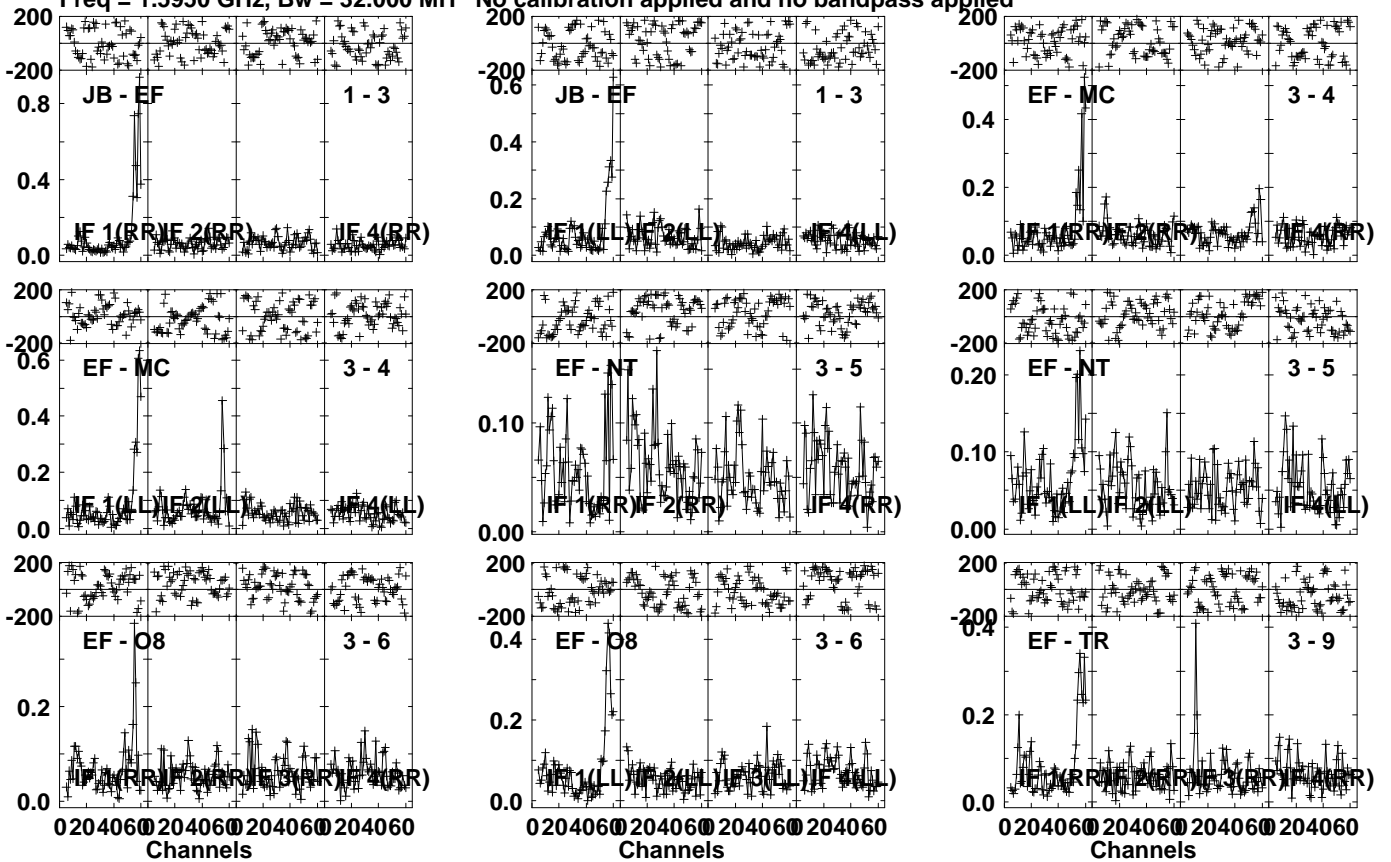 Freq = 1.5950 GHz, Bw = 32.000 MH No calibration applied and no bandpass applied
200
-200
JB - EF 1 - 3
0.8
0.4
0.0
IF 1(RR) IF 2(RR) IF 4(RR)
200
-200
JB - EF 1 - 3
0.6
0.4
0.2
0.0
IF 1(LL) IF 2(LL) IF 4(LL)
200
-200
EF - MC 3 - 4
0.4
0.2
0.0
IF 1(RR) IF 2(RR) IF 4(RR)
200
-200
EF - MC 3 - 4
0.6
0.4
0.2
0.0
IF 1(LL) IF 2(LL) IF 4(LL)
200
-200
EF - NT 3 - 5
0.10
0.00
IF 1(RR) IF 2(RR) IF 4(RR)
200
-200
EF - NT 3 - 5
0.20
0.10
0.00
IF 1(LL) IF 2(LL) IF 4(LL)
200
-200
EF - O8 3 - 6
0.2
0.0
IF 1(RR) IF 2(RR) IF 3(RR) IF 4(RR)
0 20 40 60 0 20 40 60 0 20 40 60 0 20 40 60
Channels
200
-200
EF - O8 3 - 6
0.4
0.2
0.0
IF 1(LL) IF 2(LL) IF 3(LL) IF 4(LL)
0 20 40 60 0 20 40 60 0 20 40 60 0 20 40 60
Channels
200
-200
EF - TR 3 - 9
0.4
0.2
0.0
IF 1(RR) IF 2(RR) IF 3(RR) IF 4(RR)
0 20 40 60 0 20 40 60 0 20 40 60 0 20 40 60
Channels